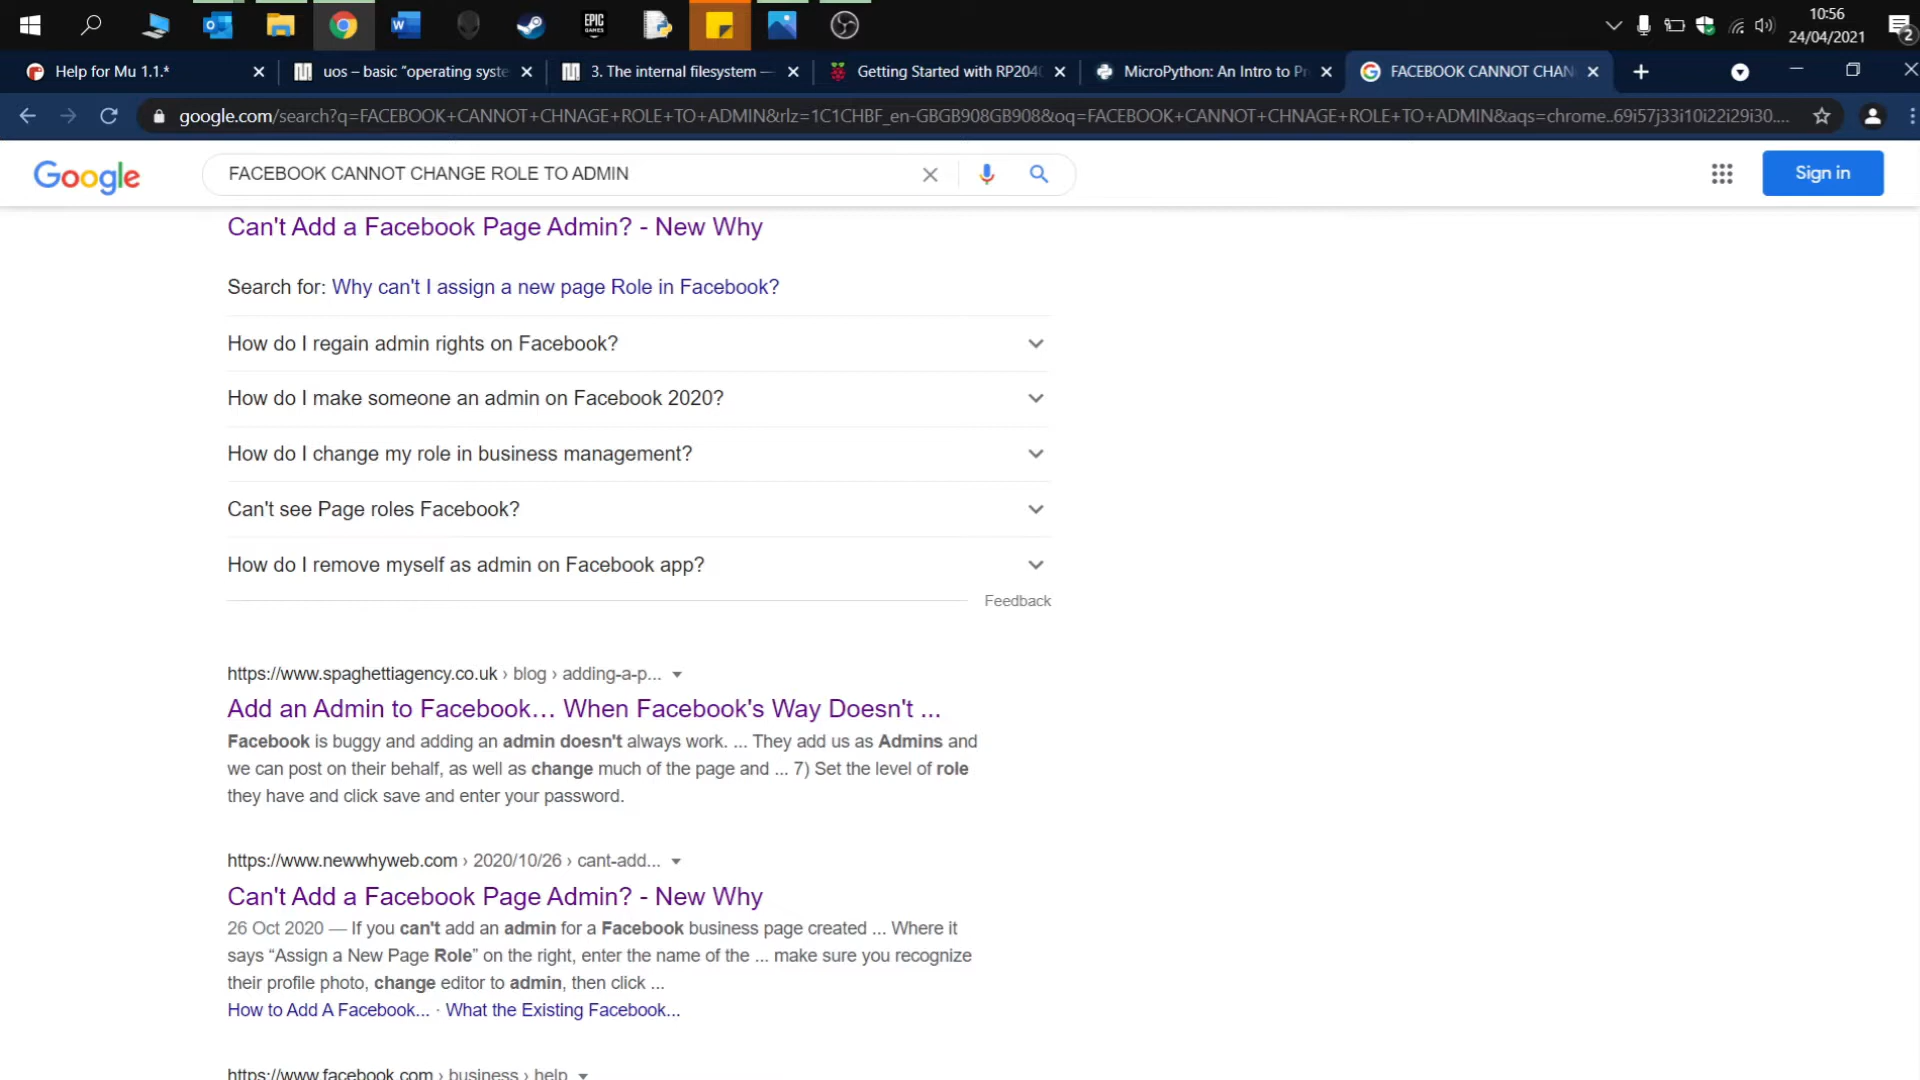 10:56
24/04/2021
2
EPIC
GAMES
Help for Mu 1.1.*
uos – basic “operating syste
3. The internal filesystem —
Getting Started with RP204
MicroPython: An Intro to Pr
FACEBOOK CANNOT CHAN
google.com/search?q=FACEBOOK+CANNOT+CHNAGE+ROLE+TO+ADMIN&rlz=1C1CHBF_en-GBGB908GB908&oq=FACEBOOK+CANNOT+CHNAGE+ROLE+TO+ADMIN&aqs=chrome..69i57j33i10i22i29i30....
Google
FACEBOOK CANNOT CHANGE ROLE TO ADMIN
Sign in
Can't Add a Facebook Page Admin? - New Why
Search for: Why can't I assign a new page Role in Facebook?
How do I regain admin rights on Facebook?
How do I make someone an admin on Facebook 2020?
How do I change my role in business management?
Can't see Page roles Facebook?
How do I remove myself as admin on Facebook app?
Feedback
https://www.spaghettiagency.co.uk › blog › adding-a-p...
Add an Admin to Facebook… When Facebook's Way Doesn't ...
Facebook is buggy and adding an admin doesn't always work. ... They add us as Admins and
we can post on their behalf, as well as change much of the page and ... 7) Set the level of role
they have and click save and enter your password.
https://www.newwhyweb.com › 2020/10/26 › cant-add...
Can't Add a Facebook Page Admin? - New Why
26 Oct 2020 — If you can't add an admin for a Facebook business page created ... Where it
says “Assign a New Page Role” on the right, enter the name of the ... make sure you recognize
their profile photo, change editor to admin, then click ...
How to Add A Facebook... · What the Existing Facebook...
https://www.facebook.com › business › help